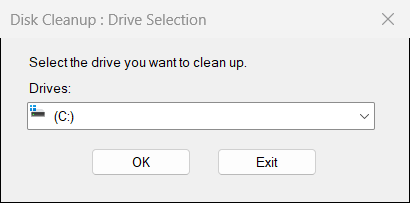 Disk Cleanup : Drive Selection
Select the drive you want to clean up.
Drives:
(C:)
OK
Exit